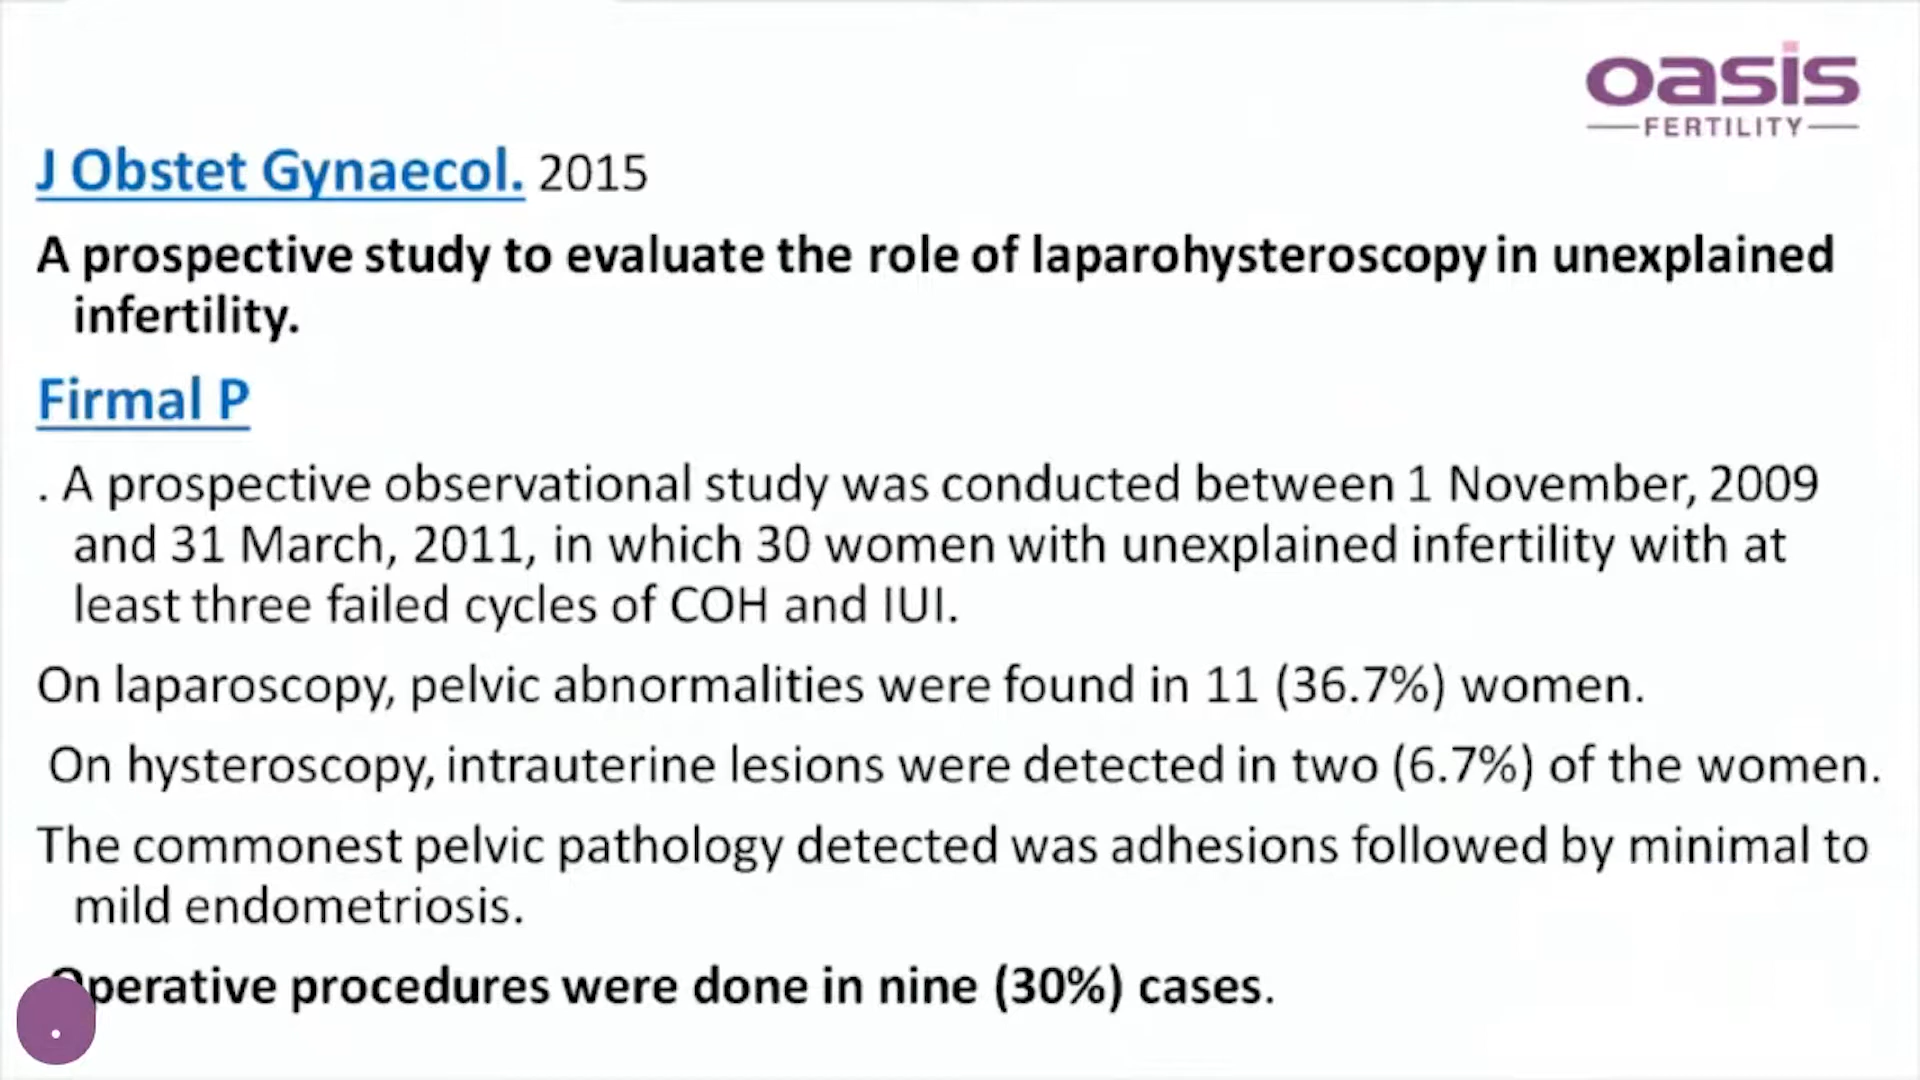 oasis
FERTILITY
J Obstet Gynaecol. 2015
A prospective study to evaluate the role of laparohysteroscopy in unexplained
infertility.
Firmal P
. A prospective observational study was conducted between 1 November, 2009
and 31 March, 2011, in which 30 women with unexplained infertility with at
least three failed cycles of COH and IUI.
On laparoscopy, pelvic abnormalities were found in 11 (36.7%) women.
On hysteroscopy, intrauterine lesions were detected in two (6.7%) of the women.
The commonest pelvic pathology detected was adhesions followed by minimal to
mild endometriosis.
Operative procedures were done in nine (30%) cases.